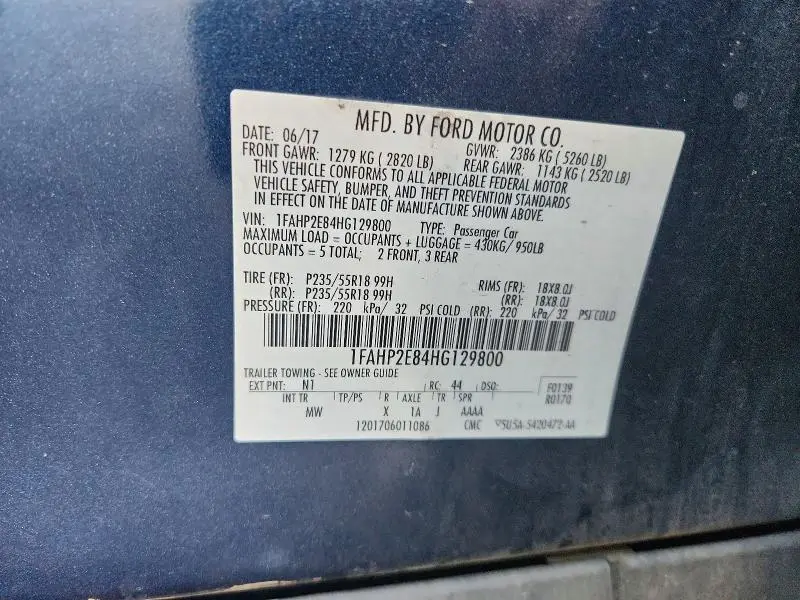 MFD. BY FORD MOTOR CO.
DATE: 06/17 GVWR: 2386 KG ( 5260 LB)
FRONT GAWR: 1279 KG ( 2820 LB) REAR GAWR: 1143 KG ( 2520 LB)
THIS VEHICLE CONFORMS TO ALL APPLICABLE FEDERAL MOTOR
VEHICLE SAFETY, BUMPER, AND THEFT PREVENTION STANDARDS
IN EFFECT ON THE DATE OF MANUFACTURE SHOWN ABOVE.
VIN: 1FAHP2E84HG129800 TYPE: Passenger Car
MAXIMUM LOAD = OCCUPANTS + LUGGAGE = 430KG/ 950LB
OCCUPANTS = 5 TOTAL; 2 FRONT, 3 REAR
TIRE (FR): P235/55R18 99H RIMS (FR): 18X8.0J
(RR): P235/55R18 99H (RR): 18X8.0J
PRESSURE (FR): 220 kPa/ 32 PSI COLD (RR): 220 kPa/ 32 PSI COLD
1FAHP2E84HG129800
TRAILER TOWING - SEE OWNER GUIDE
EXT PNT: N1 RC: 44 DSO: F0139
INT TR TP/PS R AXLE TR SPR R0170
MW X 1A J AAAA
1201706011086 CMC 5U5A-5420472-AA